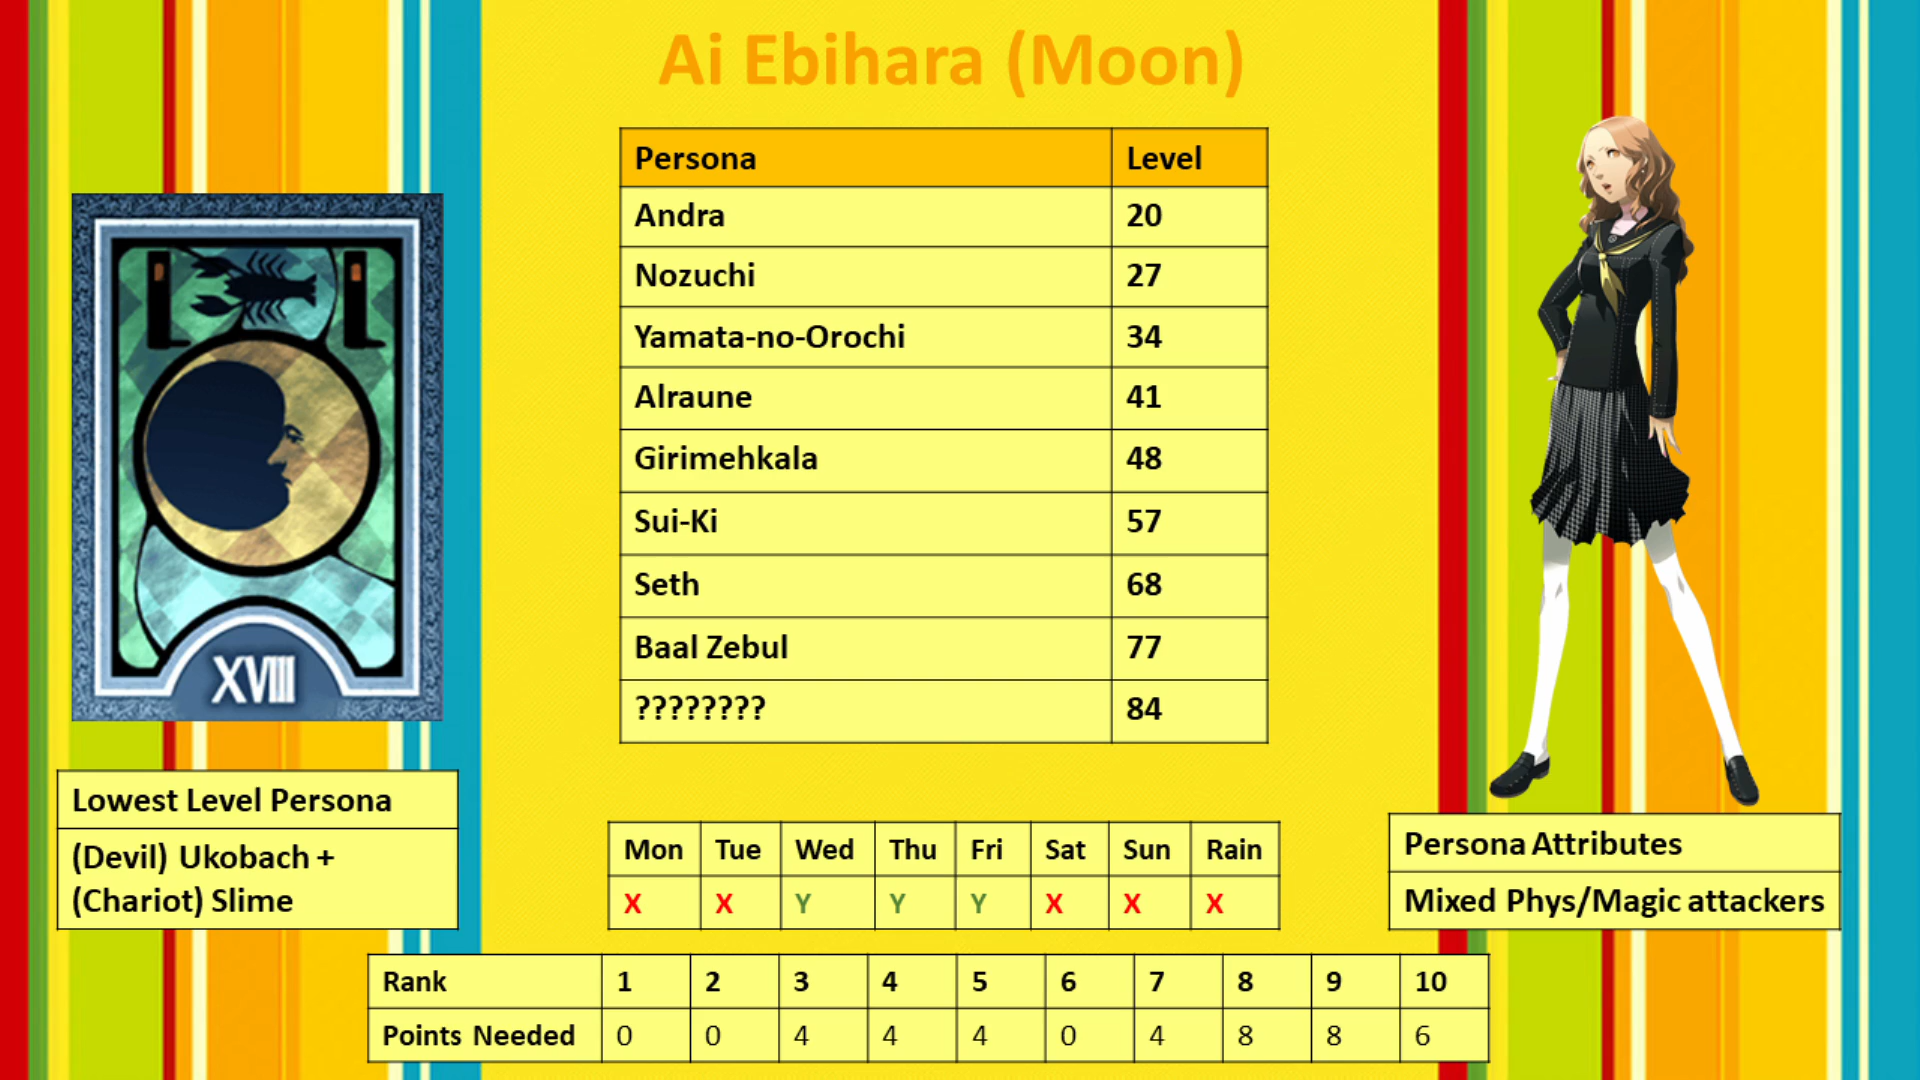 Ai Ebihara (Moon)
Persona Level
Andra 20
Nozuchi 27
Yamata-no-Orochi 34
Alraune 41
Girimehkala 48
Sui-Ki 57
Seth 68
Baal Zebul 77
???????? 84
XVIII
Lowest Level Persona
(Devil) Ukobach +
(Chariot) Slime
Mon Tue Wed Thu Fri Sat Sun Rain
X X Y Y Y X X X
Persona Attributes
Mixed Phys/Magic attackers
Rank 1 2 3 4 5 6 7 8 9 10
Points Needed 0 0 4 4 4 0 4 8 8 6